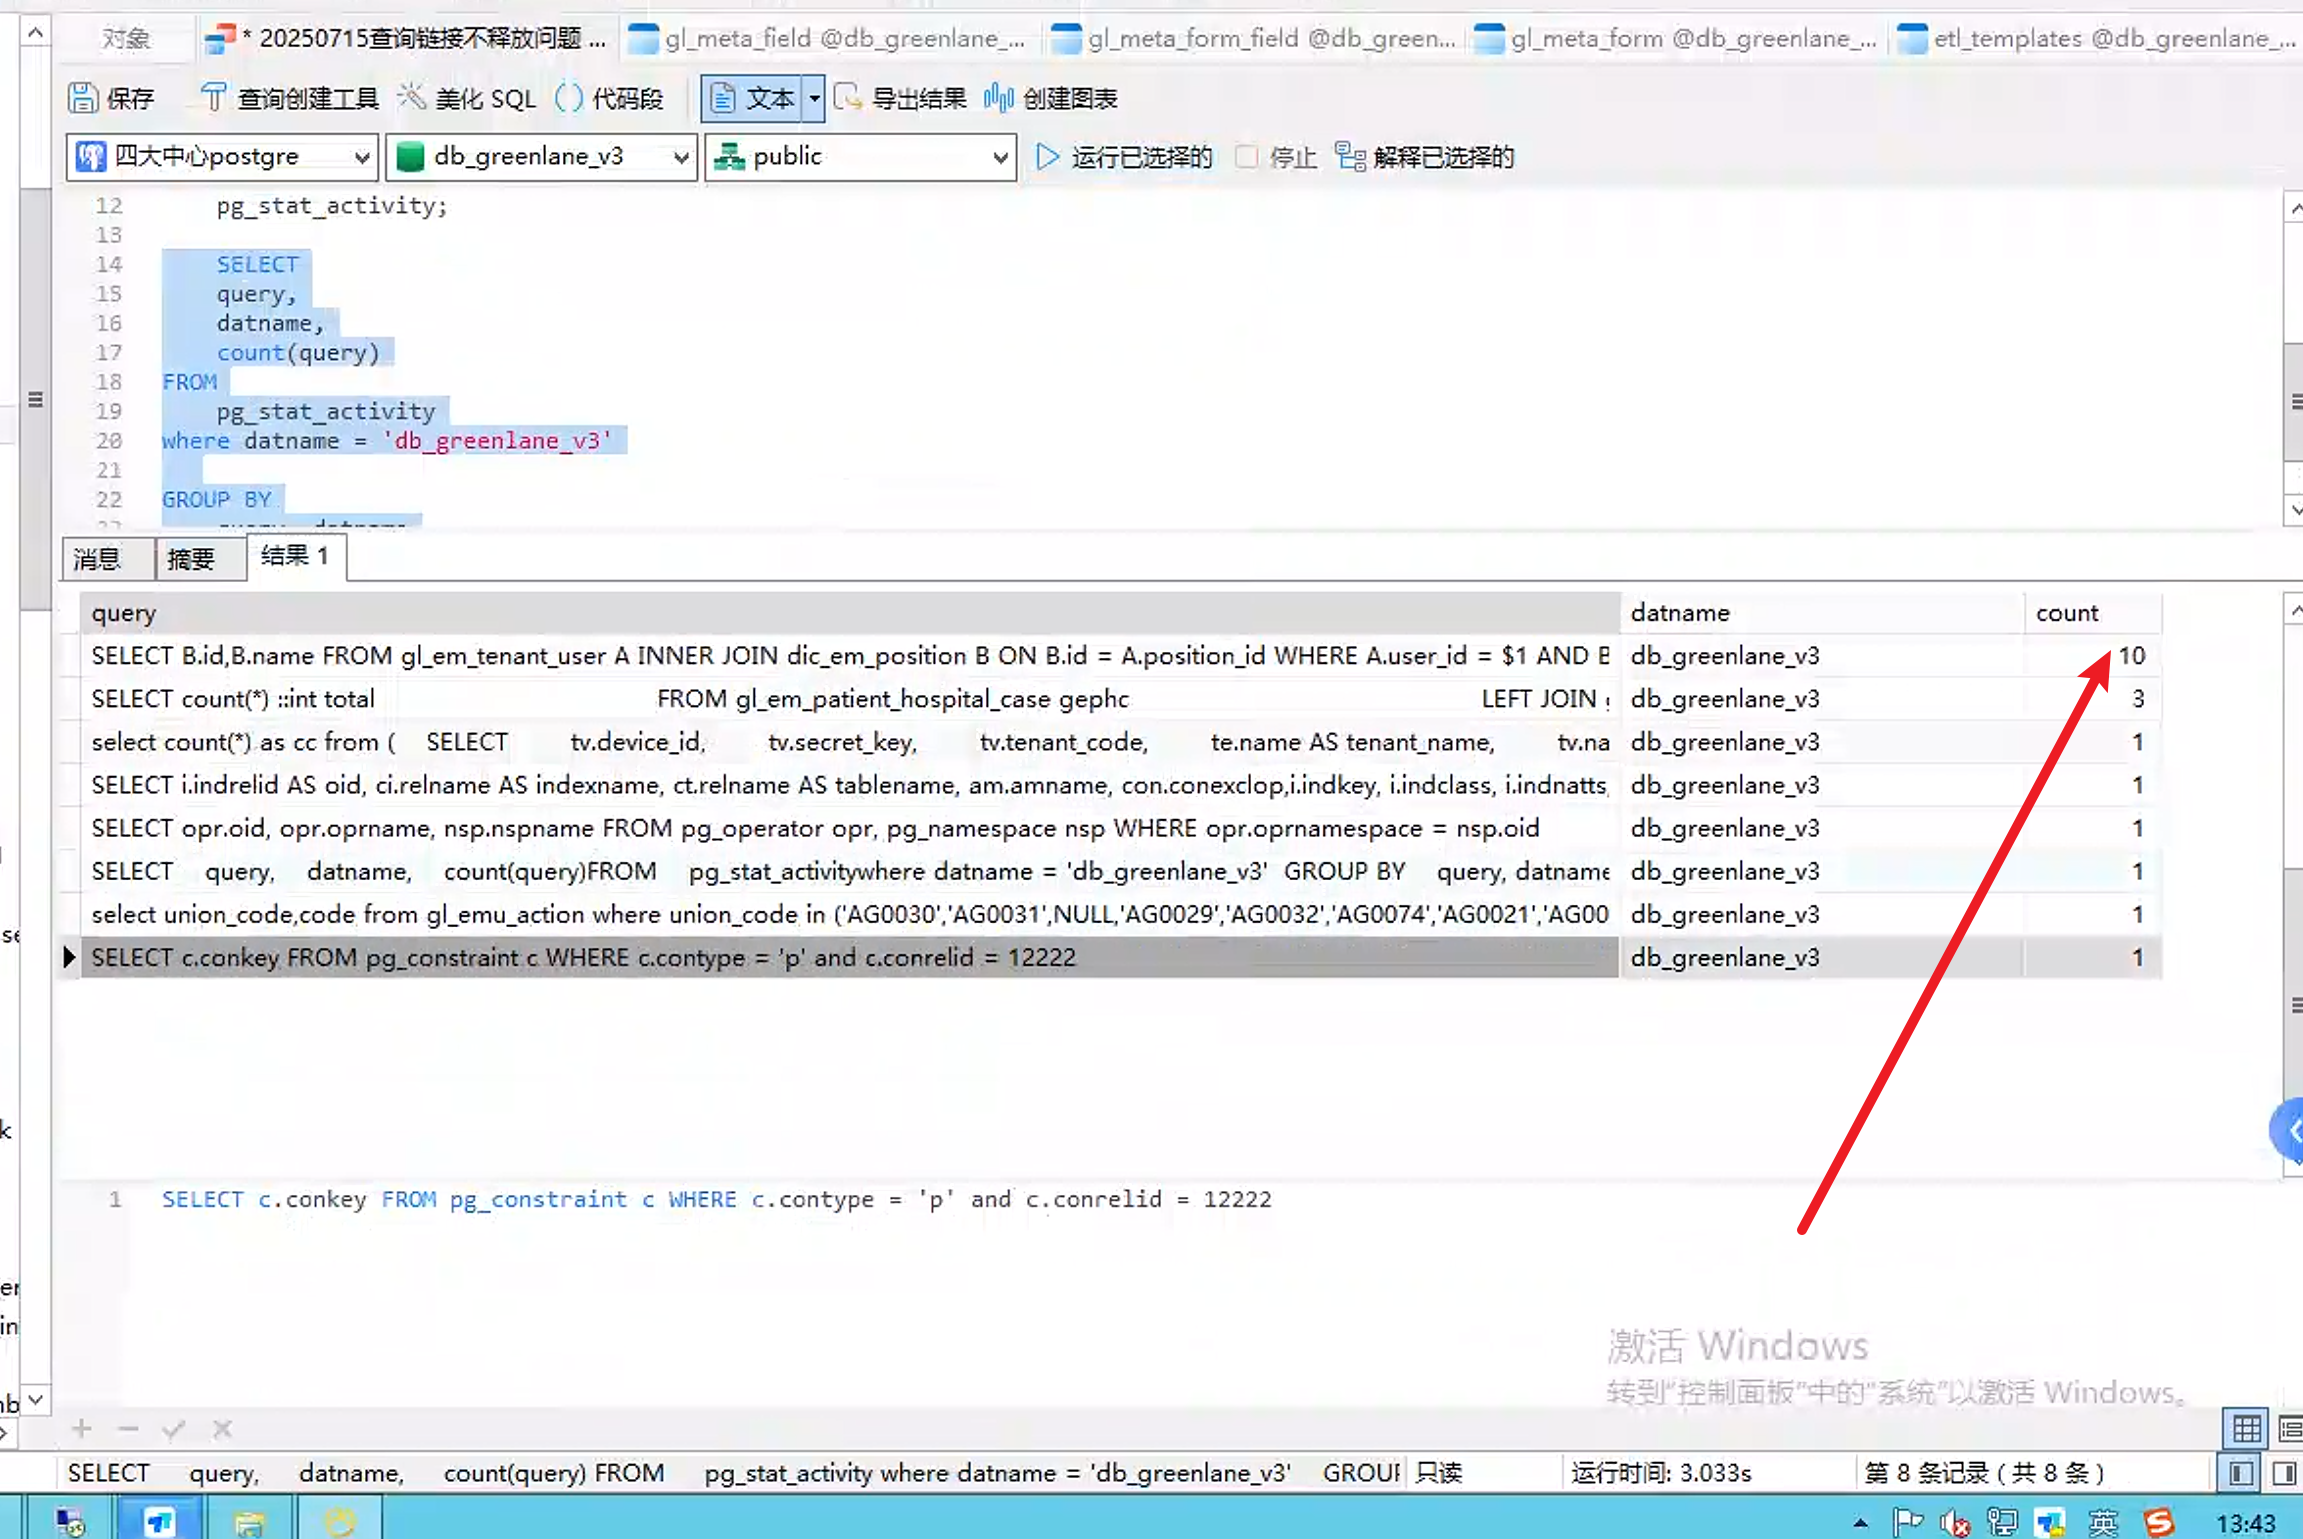 对象
* 20250715查询链接不释放问题 ...
gl_meta_field @db_greenlane_...
gl_meta_form_field @db_green...
gl_meta_form @db_greenlane_...
etl_templates @db_greenlane_...
保存
查询创建工具
美化 SQL
代码段
文本
导出结果
创建图表
四大中心postgre
db_greenlane_v3
public
运行已选择的
停止
解释已选择的
12 pg_stat_activity;
13
14 SELECT
15 query,
16 datname,
17 count(query)
18 FROM
19 pg_stat_activity
20 where datname = 'db_greenlane_v3'
21
22 GROUP BY
消息
摘要
结果 1
query datname count
SELECT B.id,B.name FROM gl_em_tenant_user A INNER JOIN dic_em_position B ON B.id = A.position_id WHERE A.user_id = $1 AND B db_greenlane_v3 10
SELECT count(*) ::int total FROM gl_em_patient_hospital_case gephc LEFT JOIN db_greenlane_v3 3
select count(*) as cc from ( SELECT tv.device_id, tv.secret_key, tv.tenant_code, te.name AS tenant_name, tv.na db_greenlane_v3 1
SELECT i.indrelid AS oid, ci.relname AS indexname, ct.relname AS tablename, am.amname, con.conexclop,i.indkey, i.indclass, i.indnatts, db_greenlane_v3 1
SELECT opr.oid, opr.oprname, nsp.nspname FROM pg_operator opr, pg_namespace nsp WHERE opr.oprnamespace = nsp.oid db_greenlane_v3 1
SELECT query, datname, count(query)FROM pg_stat_activitywhere datname = 'db_greenlane_v3' GROUP BY query, datname db_greenlane_v3 1
select union_code,code from gl_emu_action where union_code in ('AG0030','AG0031',NULL,'AG0029','AG0032','AG0074','AG0021','AG00 db_greenlane_v3 1
SELECT c.conkey FROM pg_constraint c WHERE c.contype = 'p' and c.conrelid = 12222 db_greenlane_v3 1
1 SELECT c.conkey FROM pg_constraint c WHERE c.contype = 'p' and c.conrelid = 12222
激活 Windows
转到"控制面板"中的"系统"以激活 Windows。
SELECT query, datname, count(query) FROM pg_stat_activity where datname = 'db_greenlane_v3' GROUP
只读
运行时间: 3.033s
第 8 条记录 ( 共 8 条 )
英
13:43